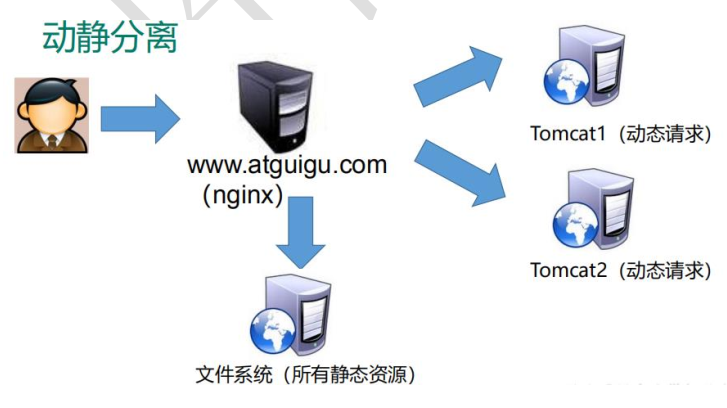 动静分离
Tomcat1（动态请求）
www.atguigu.com
（nginx）
Tomcat2（动态请求）
文件系统（所有静态资源）